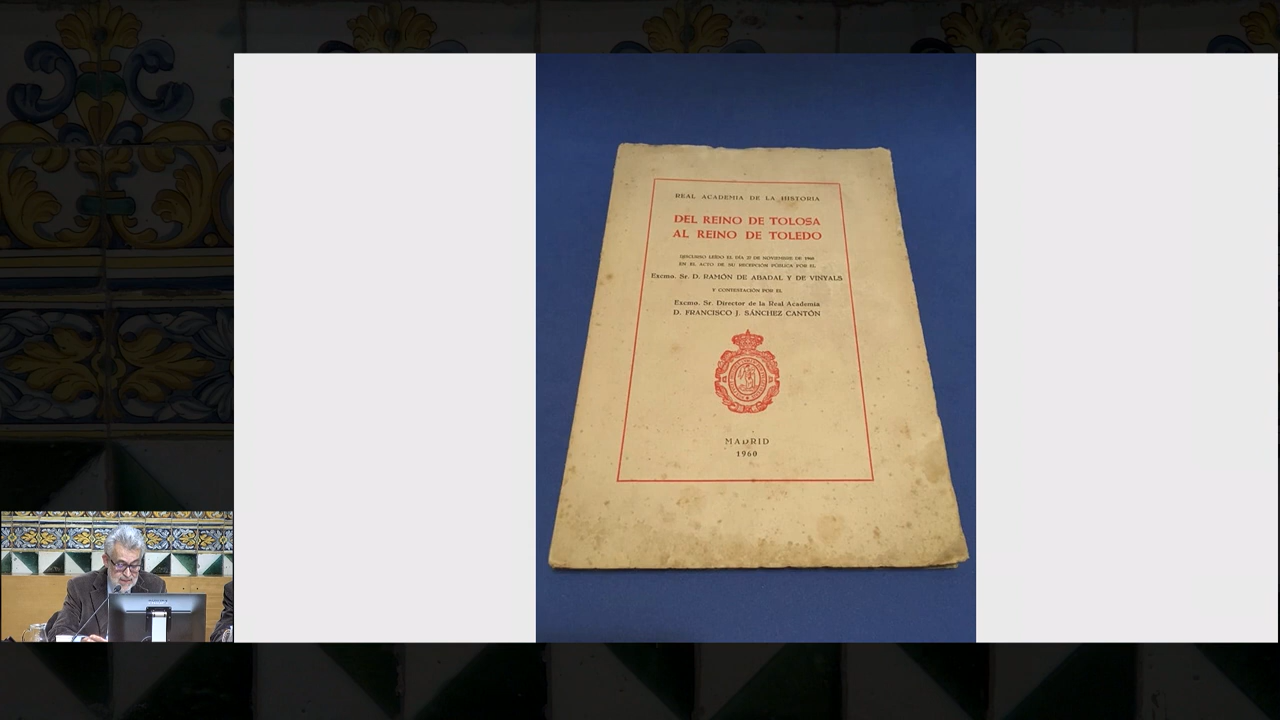 REAL ACADEMIA DE LA HISTORIA
DEL REINO DE TOLOSA
AL REINO DE TOLEDO
DISCURSO LEÍDO EL DÍA 27 DE NOVIEMBRE DE 1960
EN EL ACTO DE SU RECEPCIÓN PÚBLICA POR EL
Excmo. Sr. D. RAMÓN DE ABADAL Y DE VINYALS
Y CONTESTACIÓN POR EL
Excmo. Sr. Director de la Real Academia
D. FRANCISCO J. SÁNCHEZ CANTÓN
MADRID
1960